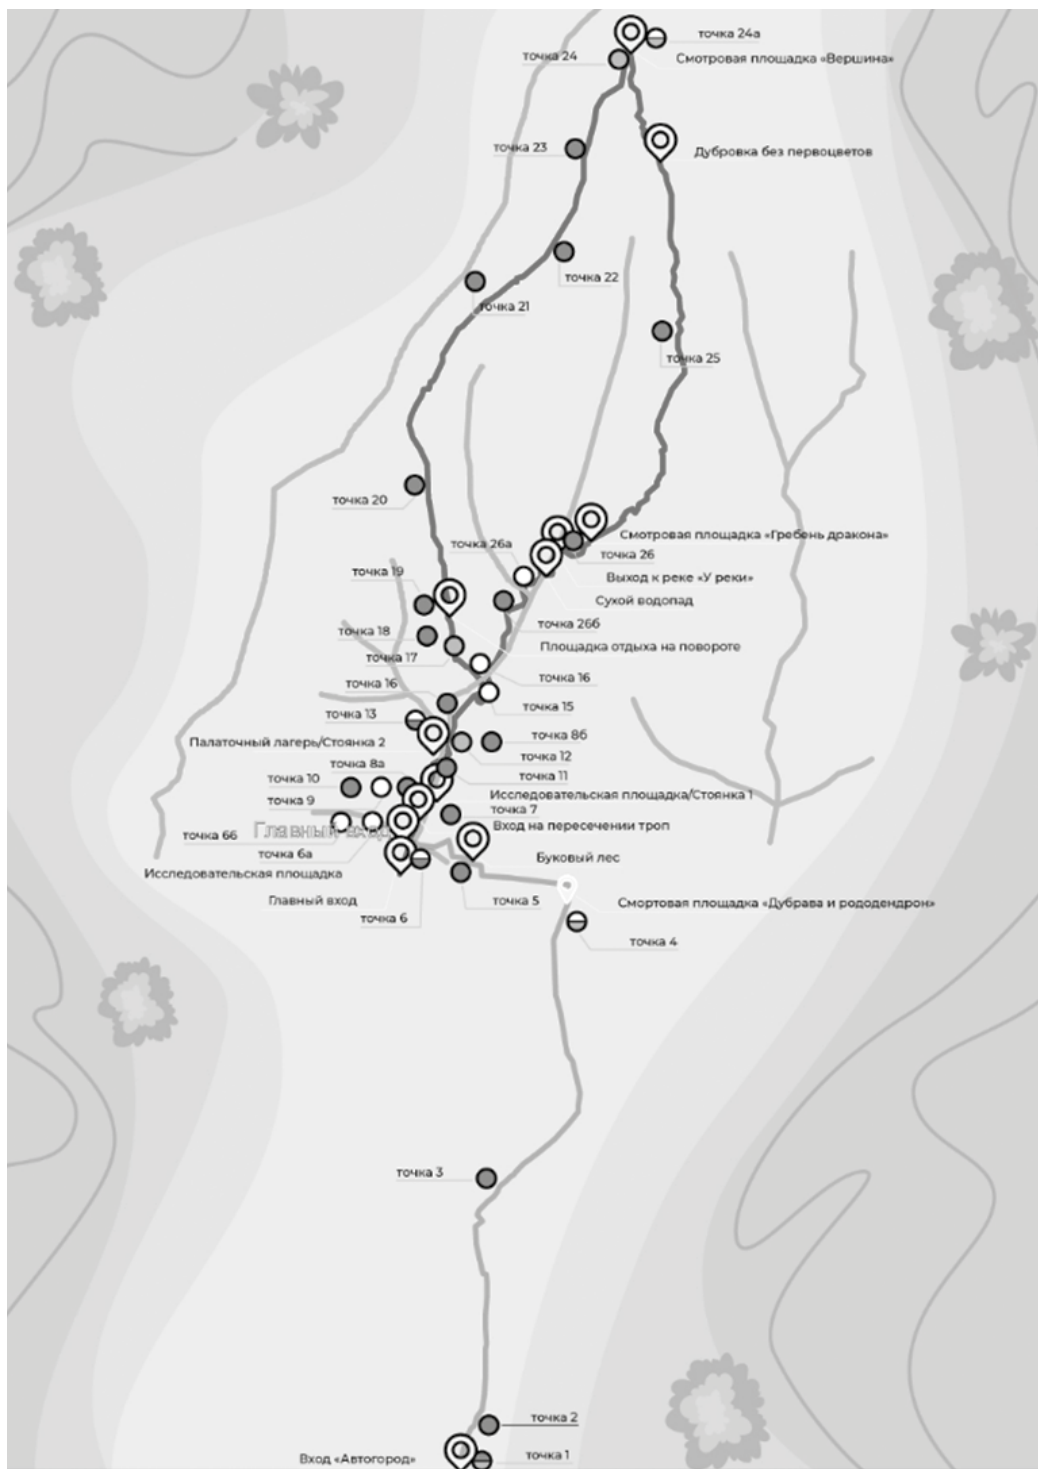 точка 24а
точка 24
Смотровая площадка «Вершина»
точка 23
Дубровка без первоцветов
точка 22
точка 21
точка 25
точка 20
Смотровая площадка «Гребень дракона»
точка 26а
точка 26
точка 19
Выход к реке «У реки»
Сухой водопад
точка 26б
точка 18
Площадка отдыха на повороте
точка 17
точка 16
точка 16
точка 15
точка 13
точка 8б
Палаточный лагерь/Стоянка 2
точка 12
точка 8а
точка 11
точка 10
Исследовательская площадка/Стоянка 1
точка 9
точка 7
Вход на пересечении троп
Главный вход
точка 6б
точка 6а
Буковый лес
Исследовательская площадка
Главный вход
точка 5
Смортовая площадка «Дубрава и рододендрон»
точка 6
точка 4
точка 3
точка 2
точка 1
Вход «Автогород»